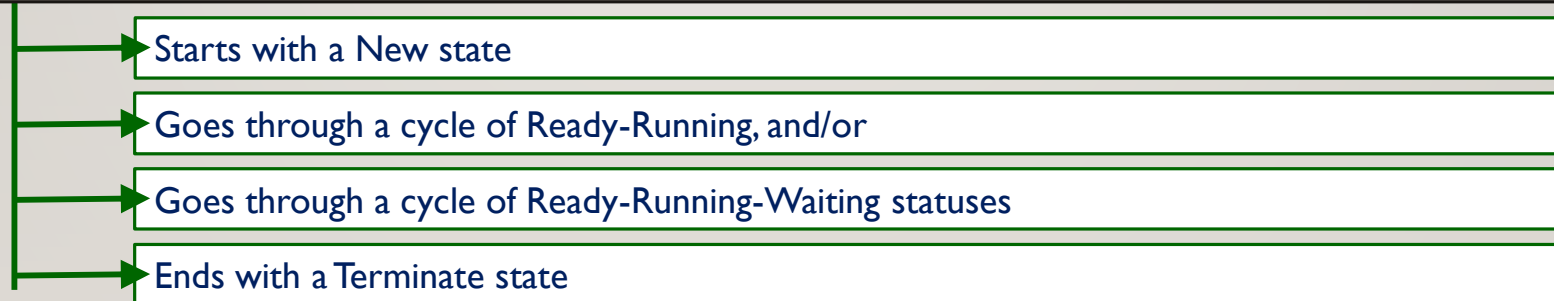 Starts with a New state
Goes through a cycle of Ready-Running, and/or
Goes through a cycle of Ready-Running-Waiting statuses
Ends with a Terminate state